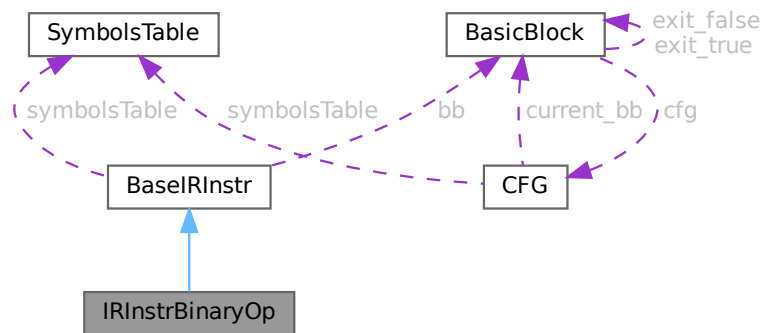 SymbolsTable
BasicBlock
exit_false
exit_true
symbolsTable
symbolsTable
bb
current_bb
cfg
BaseIRInstr
CFG
IRInstrBinaryOp